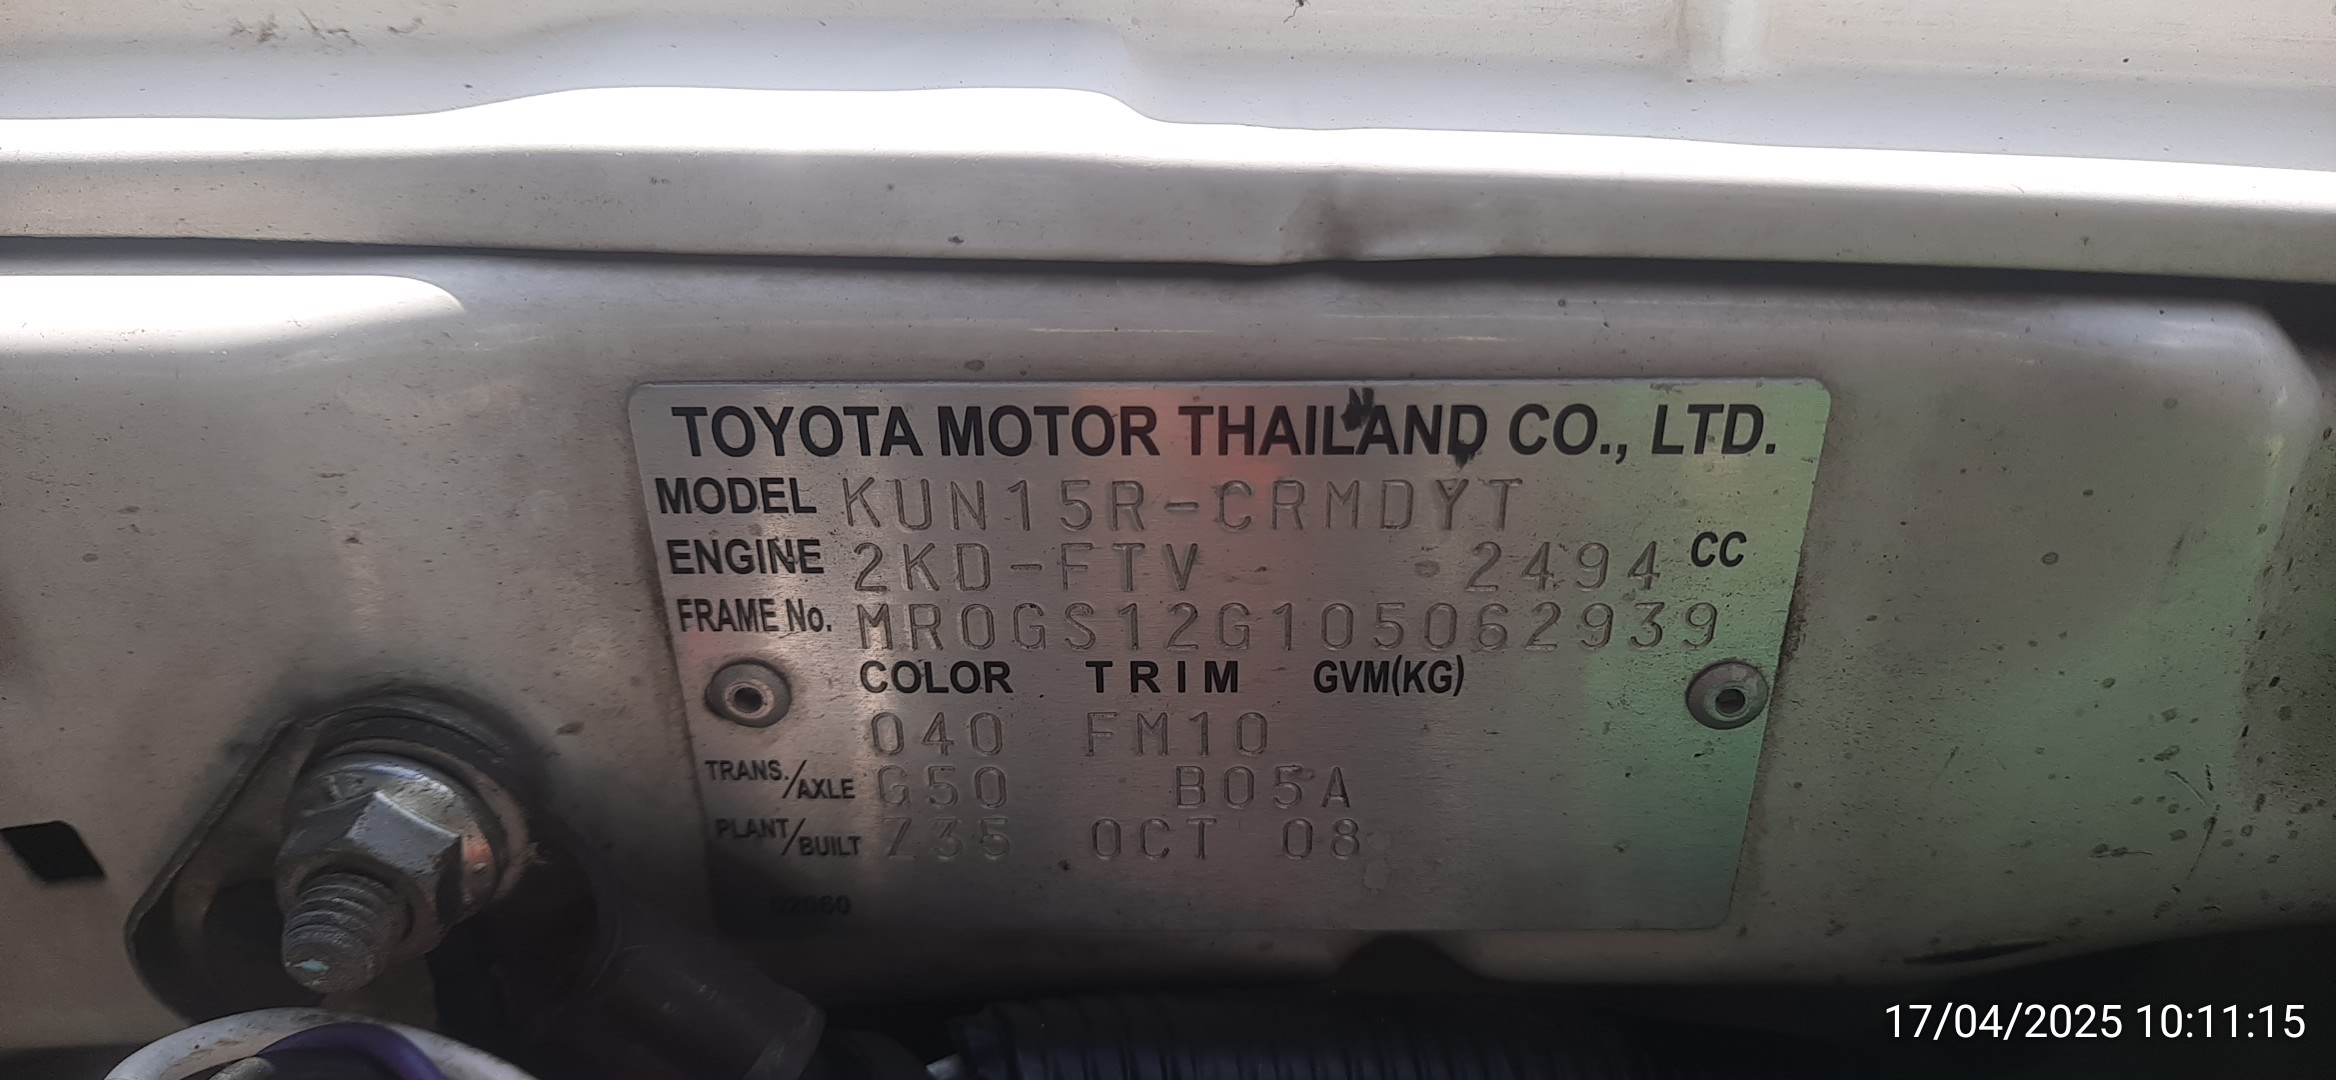 TOYOTA MOTOR THAILAND CO., LTD.
MODEL KUN15R-CRMDYT
ENGINE 2KD-FTV 2494 CC
FRAME No. MR0GS12G105062939
COLOR TRIM GVM(KG)
040 FM10
TRANS./AXLE G50 B05A
PLANT/BUILT Z35 OCT 08
17/04/2025 10:11:15